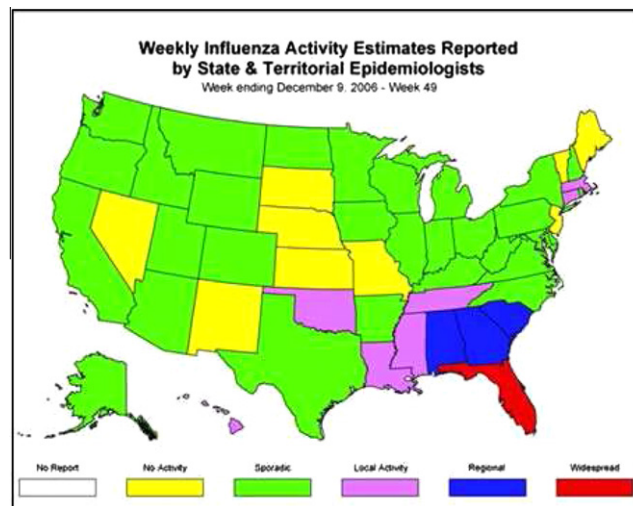 Weekly Influenza Activity Estimates Reported
by State & Territorial Epidemiologists
Week ending December 9, 2006 - Week 49
No Report
No Activity
Sporadic
Local Activity
Regional
Widespread